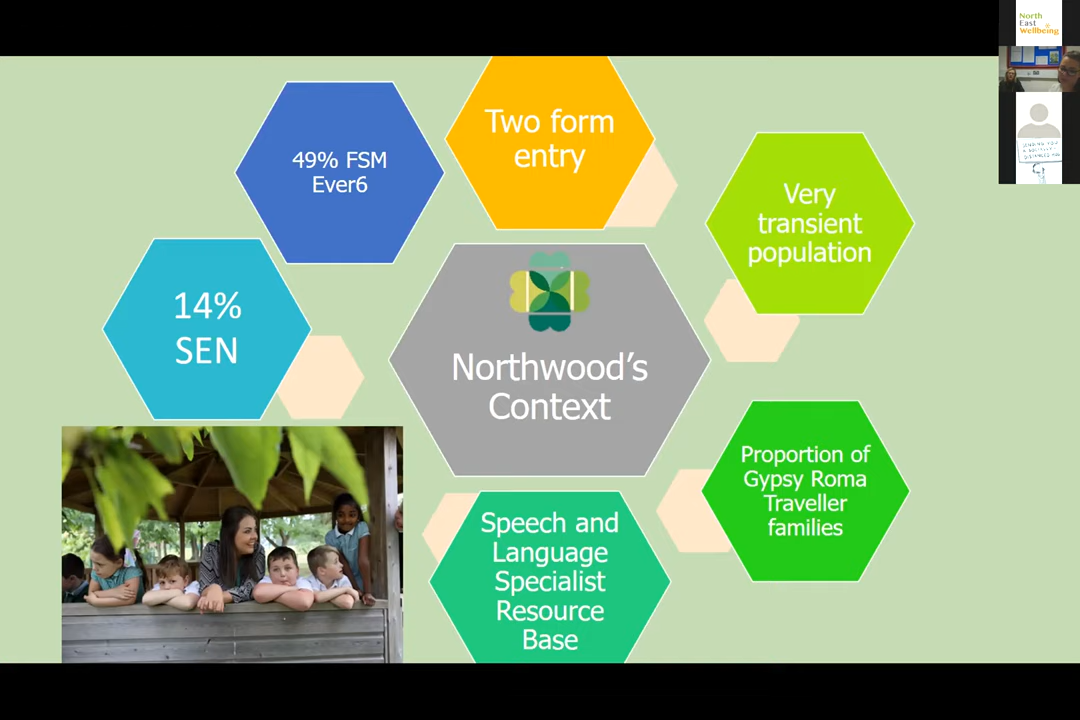 49% FSM
Ever6
Two form
entry
Very
transient
population
14%
SEN
Northwood’s
Context
Proportion of
Gypsy Roma
Traveller
families
Speech and
Language
Specialist
Resource
Base
North
East
Wellbeing